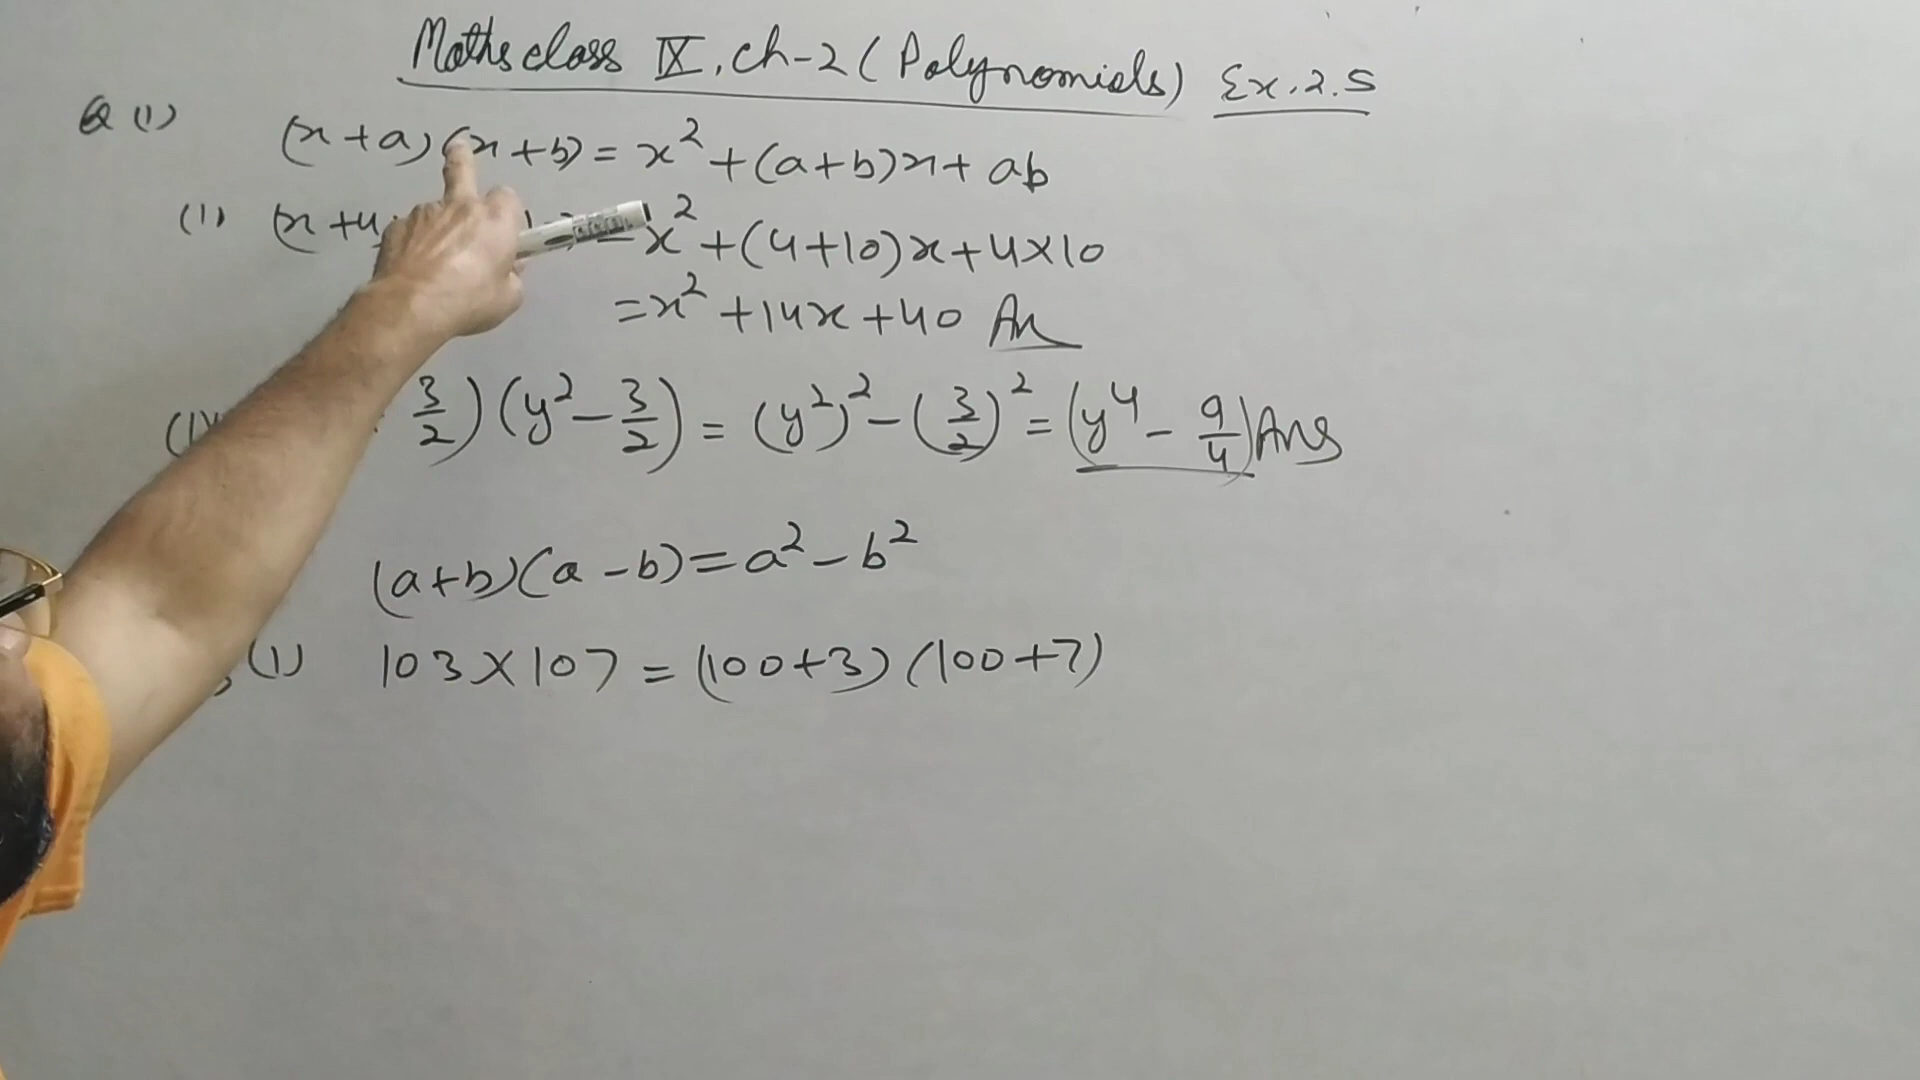 Maths class IX, ch-2 (Polynomials) Ex. 2.5
Q (1)
(x+a)(x+b) = x² + (a+b)x + ab
(1) (x+4 = x² + (4+10)x + 4×10
= x² + 14x + 40 An
3/2)(y² - 3/2) = (y²)² - (3/2)² = (y⁴ - 9/4) Ans
(a+b)(a-b) = a² - b²
(1) 103 × 107 = (100+3)(100+7)